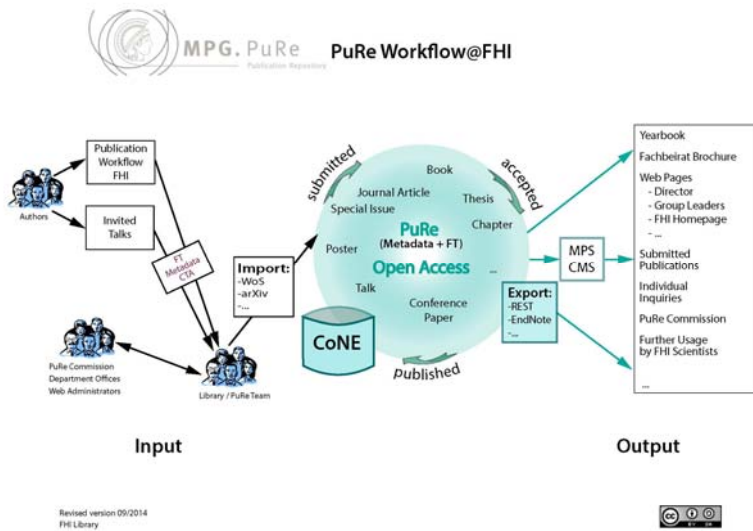 MPG. PuRe
Publication Repository
PuRe Workflow@FHI
Authors
Publication
Workflow
FHI
Invited
Talks
FT
Metadata
CTA
PuRe Commission
Department Offices
Web Administrators
Library / PuRe Team
Import:
-WoS
-arXiv
-...
submitted
accepted
published
Book
Journal Article
Special Issue
Thesis
Chapter
PuRe
(Metadata + FT)
Open Access
Poster
...
Talk
Conference
Paper
CoNE
Export:
-REST
-EndNote
-...
MPS
CMS
Yearbook
Fachbeirat Brochure
Web Pages
- Director
- Group Leaders
- FHI Homepage
- ...
Submitted
Publications
Individual
Inquiries
PuRe Commission
Further Usage
by FHI Scientists
...
Input
Output
Revised version 09/2014
FHI Library
cc
BY